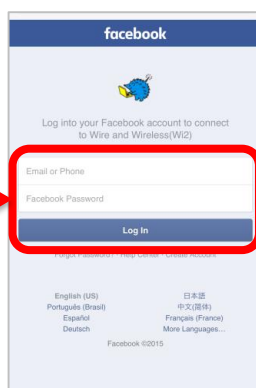 facebook
Log into your Facebook account to connect
to Wire and Wireless(Wi2)
Email or Phone
Facebook Password
Log In
Forgot Password? · Help Center · Create Account
English (US) 日本語
Português (Brasil) 中文(简体)
Español Français (France)
Deutsch More Languages...
Facebook ©2015